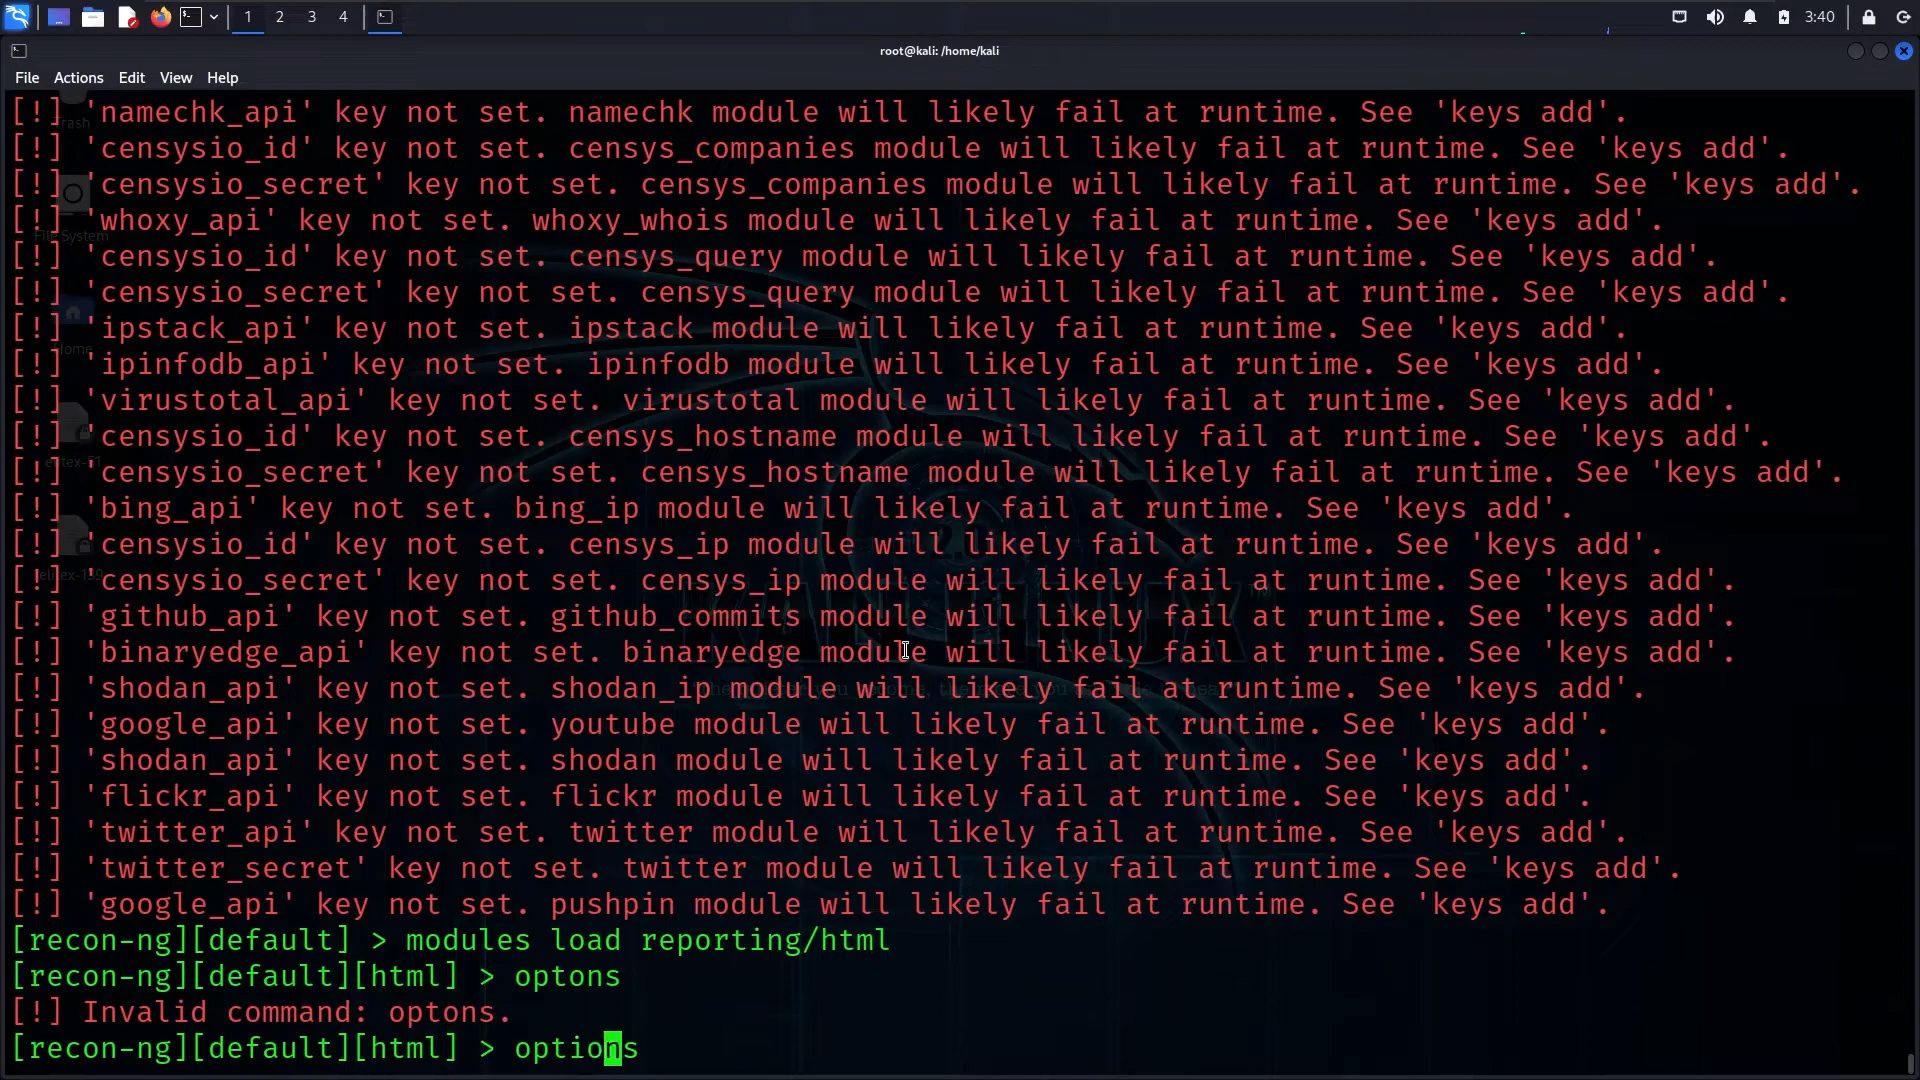 1 2 3 4
3:40
root@kali: /home/kali
File Actions Edit View Help
[!] 'namechk_api' key not set. namechk module will likely fail at runtime. See 'keys add'.
[!] 'censysio_id' key not set. censys_companies module will likely fail at runtime. See 'keys add'.
[!] 'censysio_secret' key not set. censys_companies module will likely fail at runtime. See 'keys add'.
[!] 'whoxy_api' key not set. whoxy_whois module will likely fail at runtime. See 'keys add'.
[!] 'censysio_id' key not set. censys_query module will likely fail at runtime. See 'keys add'.
[!] 'censysio_secret' key not set. censys_query module will likely fail at runtime. See 'keys add'.
[!] 'ipstack_api' key not set. ipstack module will likely fail at runtime. See 'keys add'.
[!] 'ipinfodb_api' key not set. ipinfodb module will likely fail at runtime. See 'keys add'.
[!] 'virustotal_api' key not set. virustotal module will likely fail at runtime. See 'keys add'.
[!] 'censysio_id' key not set. censys_hostname module will likely fail at runtime. See 'keys add'.
[!] 'censysio_secret' key not set. censys_hostname module will likely fail at runtime. See 'keys add'.
[!] 'bing_api' key not set. bing_ip module will likely fail at runtime. See 'keys add'.
[!] 'censysio_id' key not set. censys_ip module will likely fail at runtime. See 'keys add'.
[!] 'censysio_secret' key not set. censys_ip module will likely fail at runtime. See 'keys add'.
[!] 'github_api' key not set. github_commits module will likely fail at runtime. See 'keys add'.
[!] 'binaryedge_api' key not set. binaryedge module will likely fail at runtime. See 'keys add'.
[!] 'shodan_api' key not set. shodan_ip module will likely fail at runtime. See 'keys add'.
[!] 'google_api' key not set. youtube module will likely fail at runtime. See 'keys add'.
[!] 'shodan_api' key not set. shodan module will likely fail at runtime. See 'keys add'.
[!] 'flickr_api' key not set. flickr module will likely fail at runtime. See 'keys add'.
[!] 'twitter_api' key not set. twitter module will likely fail at runtime. See 'keys add'.
[!] 'twitter_secret' key not set. twitter module will likely fail at runtime. See 'keys add'.
[!] 'google_api' key not set. pushpin module will likely fail at runtime. See 'keys add'.
[recon-ng][default] > modules load reporting/html
[recon-ng][default][html] > optons
[!] Invalid command: optons.
[recon-ng][default][html] > options